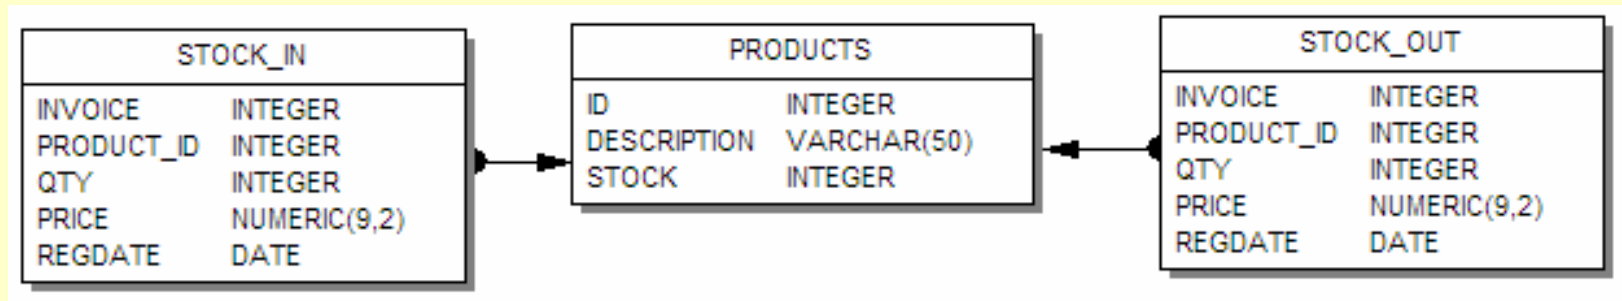 STOCK_IN
INVOICE INTEGER
PRODUCT_ID INTEGER
QTY INTEGER
PRICE NUMERIC(9,2)
REGDATE DATE
PRODUCTS
ID INTEGER
DESCRIPTION VARCHAR(50)
STOCK INTEGER
STOCK_OUT
INVOICE INTEGER
PRODUCT_ID INTEGER
QTY INTEGER
PRICE NUMERIC(9,2)
REGDATE DATE